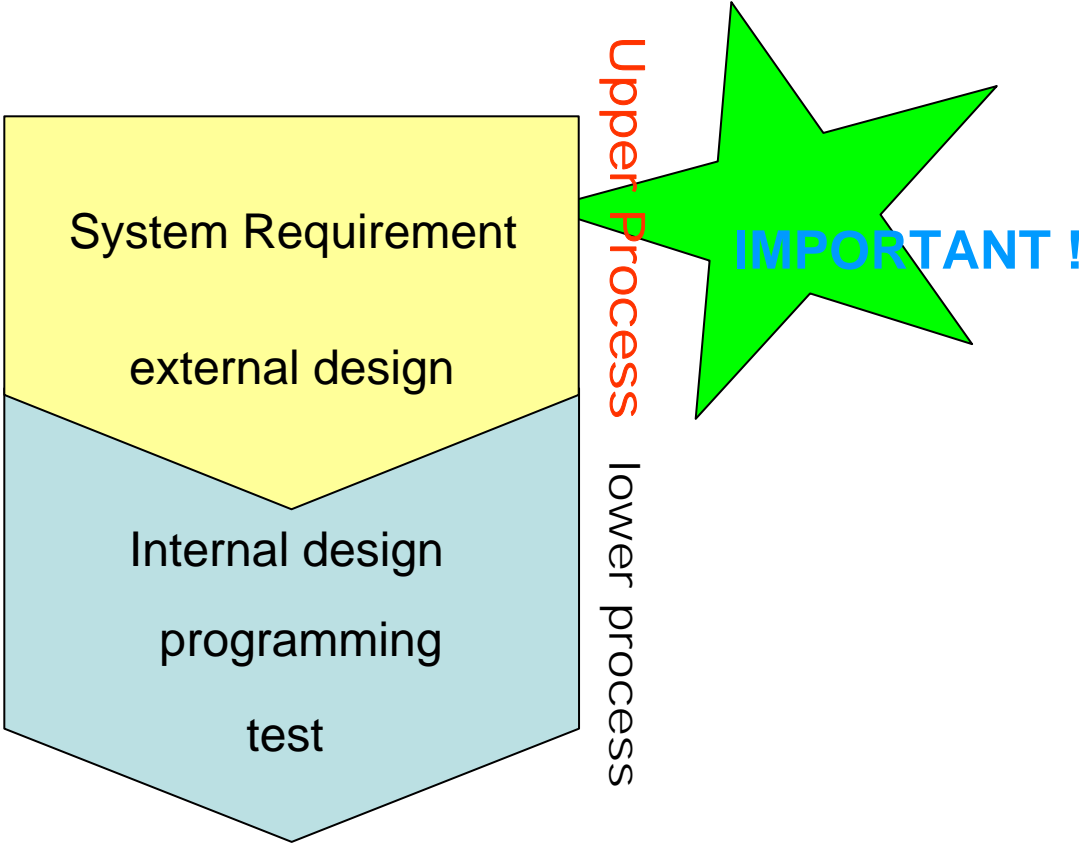 System Requirement
external design
Internal design
programming
test
Upper Process
lower process
IMPORTANT !